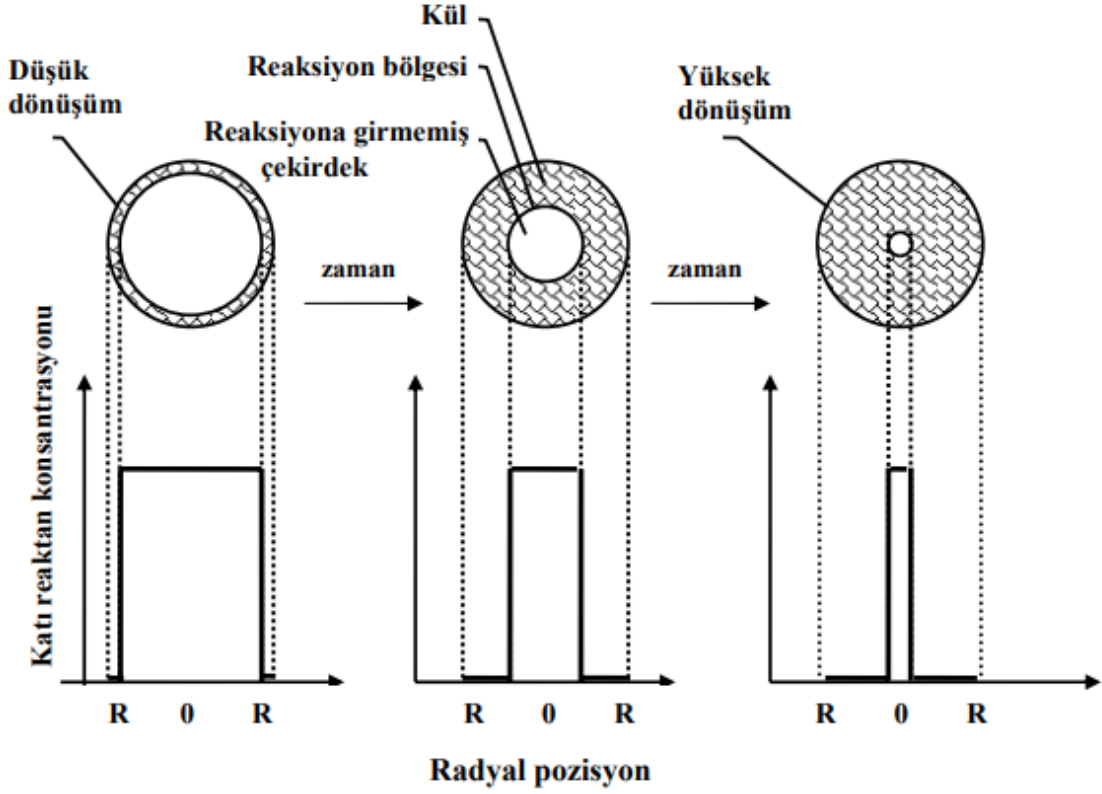 Düşük
dönüşüm
Kül
Reaksiyon bölgesi
Reaksiyona girmemiş
çekirdek
Yüksek
dönüşüm
zaman
zaman
Katı reaktan konsantrasyonu
R 0 R
R 0 R
R 0 R
Radyal pozisyon